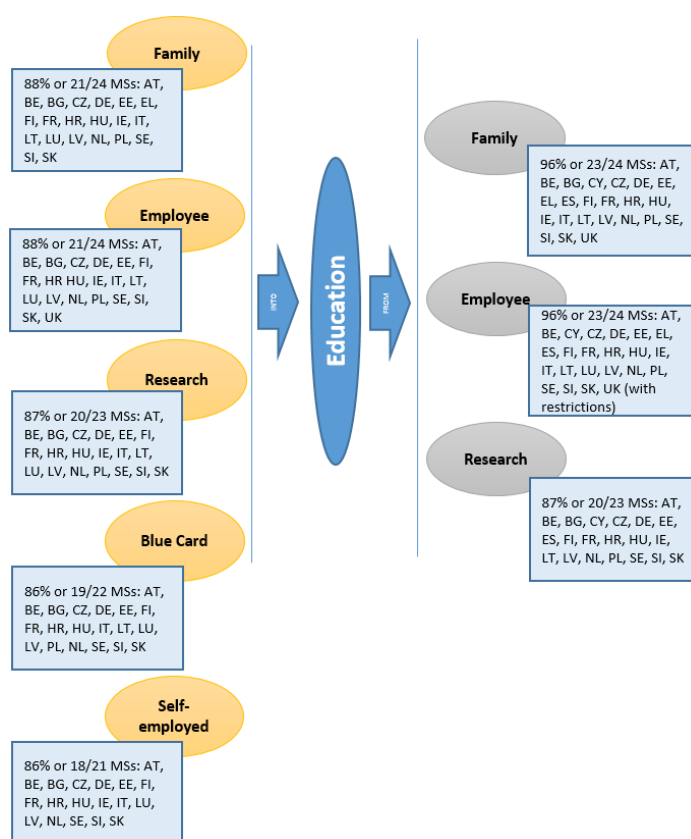 Family
88% or 21/24 MSs: AT,
BE, BG, CZ, DE, EE, EL,
FI, FR, HR, HU, IE, IT,
LT, LU, LV, NL, PL, SE,
SI, SK
Employee
88% or 21/24 MSs: AT,
BE, BG, CZ, DE, EE, FI,
FR, HR HU, IE, IT, LT,
LU, LV, NL, PL, SE, SI,
SK, UK
Research
87% or 20/23 MSs: AT,
BE, BG, CZ, DE, EE, FI,
FR, HR, HU, IE, IT, LT,
LU, LV, NL, PL, SE, SI, SK
Blue Card
86% or 19/22 MSs: AT,
BE, BG, CZ, DE, EE, FI,
FR, HR, HU, IT, LT, LU,
LV, PL, NL, SE, SI, SK
Self-
employed
86% or 18/21 MSs: AT,
BE, BG, CZ, DE, EE, FI,
FR, HR, HU, IE, IT, LU,
LV, NL, SE, SI, SK
INTO
Education
FROM
Family
96% or 23/24 MSs: AT,
BE, BG, CY, CZ, DE, EE,
EL, ES, FI, FR, HR, HU,
IE, IT, LT, LV, NL, PL, SE,
SI, SK, UK
Employee
96% or 23/24 MSs: AT,
BE, CY, CZ, DE, EE, EL,
ES, FI, FR, HR, HU, IE,
IT, LT, LU, LV, NL, PL,
SE, SI, SK, UK (with
restrictions)
Research
87% or 20/23 MSs: AT,
BE, BG, CY, CZ, DE, EE,
ES, FI, FR, HR, HU, IE,
LT, LV, NL, PL, SE, SI, SK